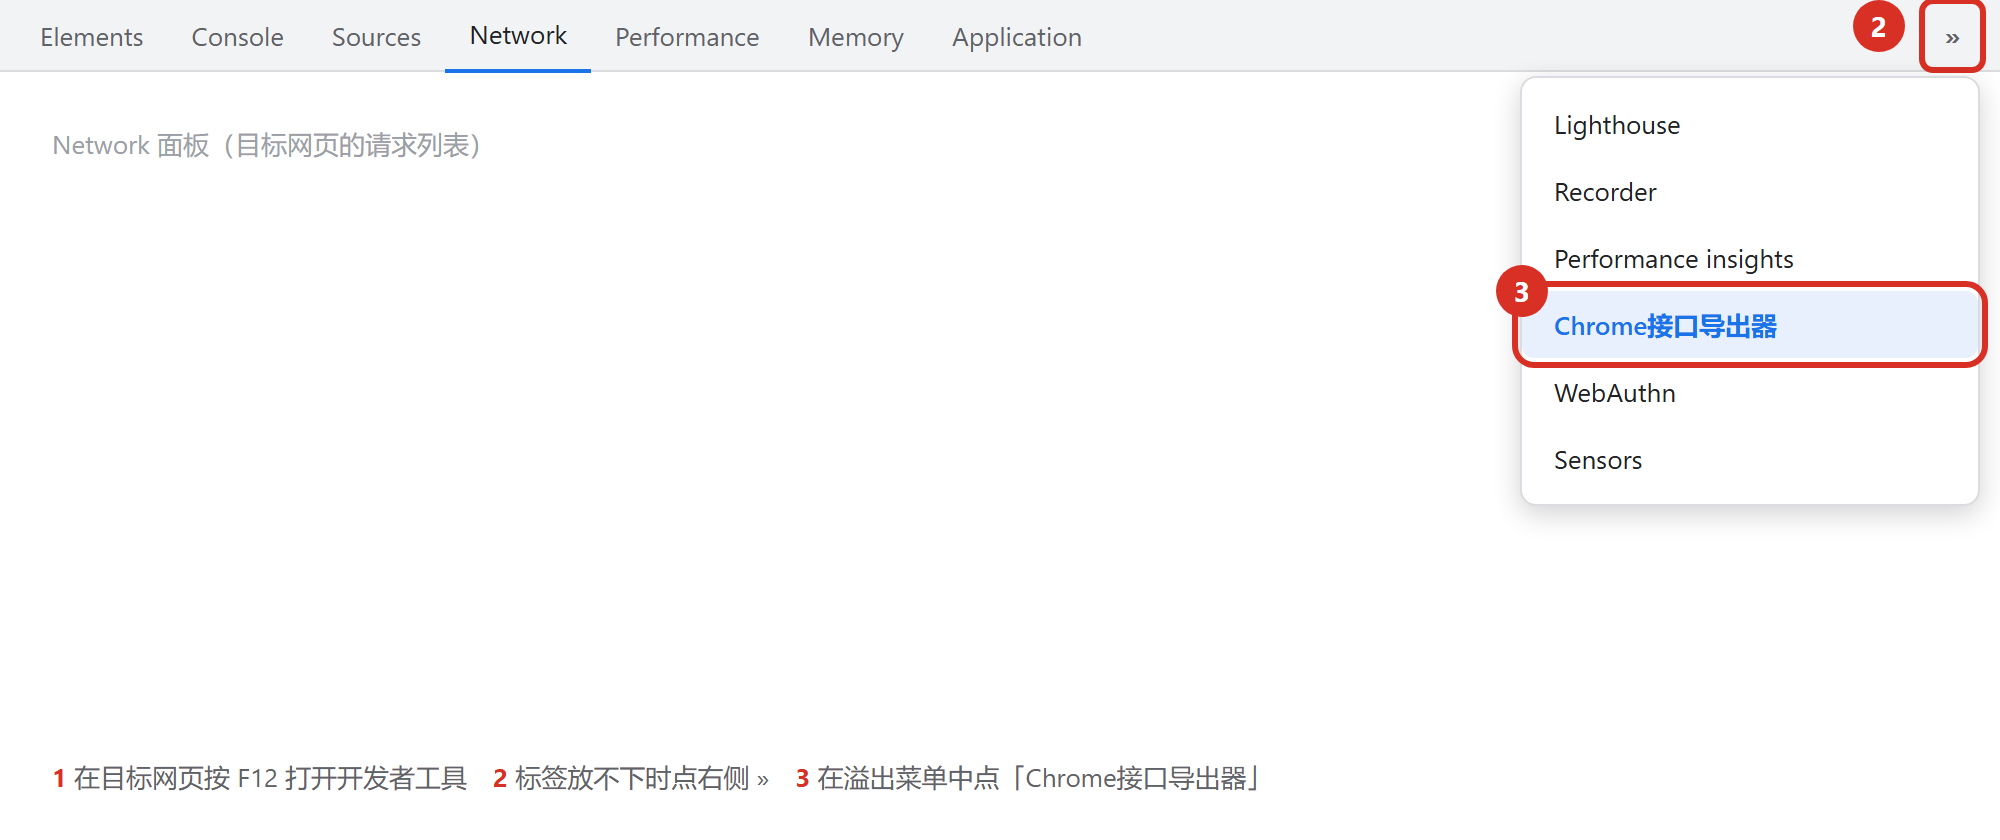 Elements Console Sources Network Performance Memory Application 2 »
Network 面板（目标网页的请求列表）
Lighthouse
Recorder
Performance insights
3
Chrome接口导出器
WebAuthn
Sensors
1 在目标网页按 F12 打开开发者工具 2 标签放不下时点右侧 » 3 在溢出菜单中点「Chrome接口导出器」